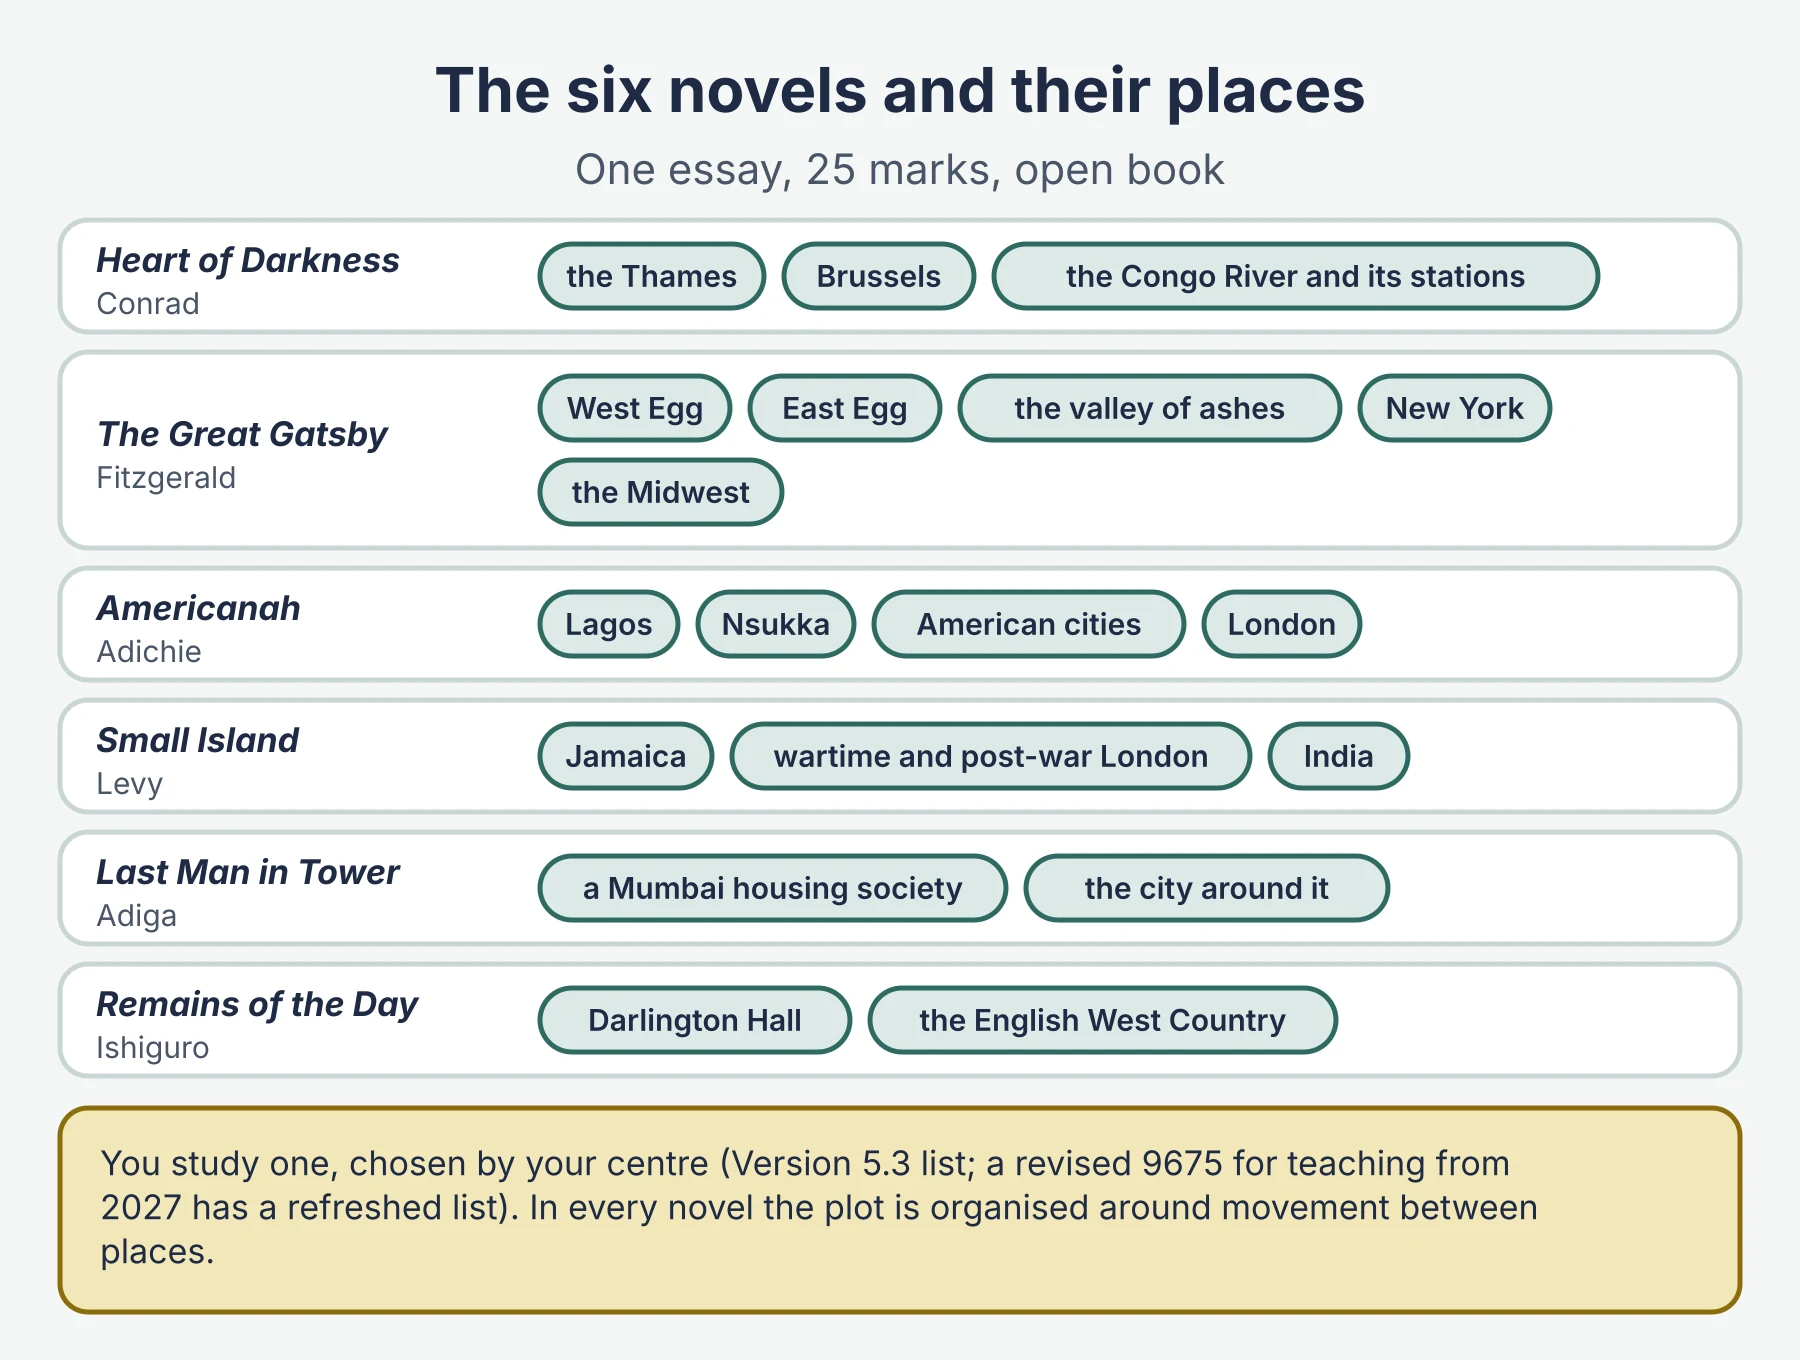 The six novels and their places
One essay, 25 marks, open book
Heart of Darkness
Conrad
the Thames
Brussels
the Congo River and its stations
The Great Gatsby
Fitzgerald
West Egg
East Egg
the valley of ashes
New York
the Midwest
Americanah
Adichie
Lagos
Nsukka
American cities
London
Small Island
Levy
Jamaica
wartime and post-war London
India
Last Man in Tower
Adiga
a Mumbai housing society
the city around it
Remains of the Day
Ishiguro
Darlington Hall
the English West Country
You study one, chosen by your centre (Version 5.3 list; a revised 9675 for teaching from
2027 has a refreshed list). In every novel the plot is organised around movement between
places.